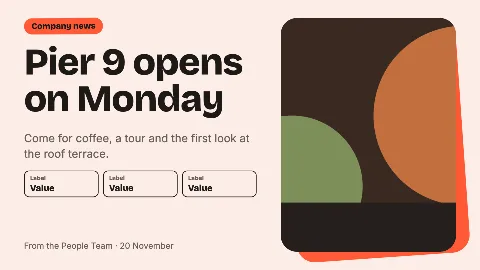 Company news
Pier 9 opens
on Monday
Come for coffee, a tour and the first look at
the roof terrace.
Label
Value
Label
Value
Label
Value
From the People Team · 20 November